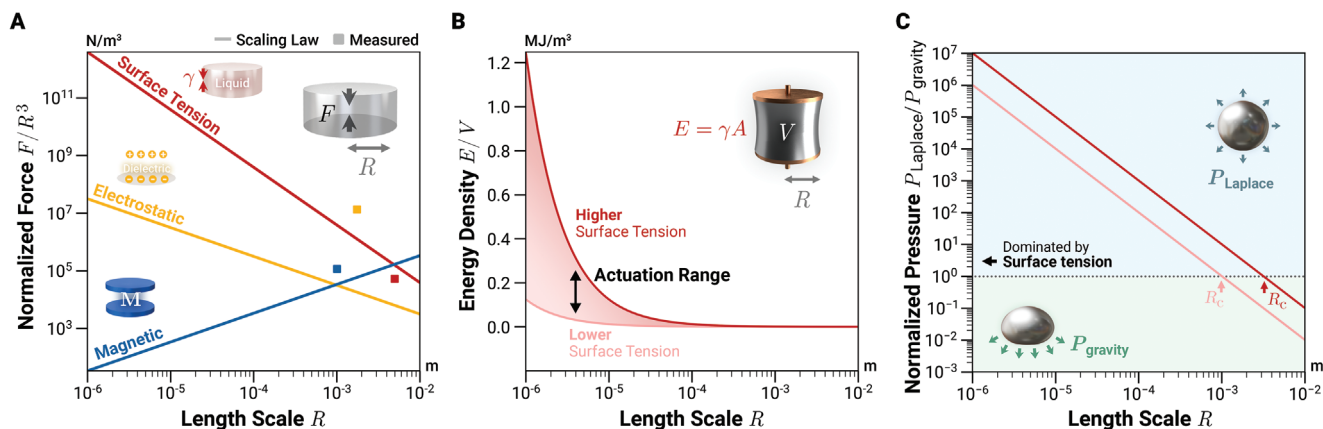 A
N/m³
Scaling Law
Measured
Normalized Force F/R³
10¹¹
10⁹
10⁷
10⁵
10³
Surface Tension
γ
Liquid
F
R
Dielectric
Electrostatic
M
Magnetic
10⁻⁶
10⁻⁵
10⁻⁴
10⁻³
10⁻²
m
Length Scale R
B
MJ/m³
Energy Density E/V
1.2
1.0
0.8
0.6
0.4
0.2
0.0
E = γA
V
R
Higher
Surface Tension
Actuation Range
Lower
Surface Tension
10⁻⁶
10⁻⁵
10⁻⁴
10⁻³
10⁻²
m
Length Scale R
C
Normalized Pressure P_Laplace/P_gravity
10⁷
10⁶
10⁵
10⁴
10³
10²
10¹
10⁰
10⁻¹
10⁻²
10⁻³
P_Laplace
Dominated by
Surface tension
R_c
R_c
P_gravity
10⁻⁶
10⁻⁵
10⁻⁴
10⁻³
10⁻²
m
Length Scale R